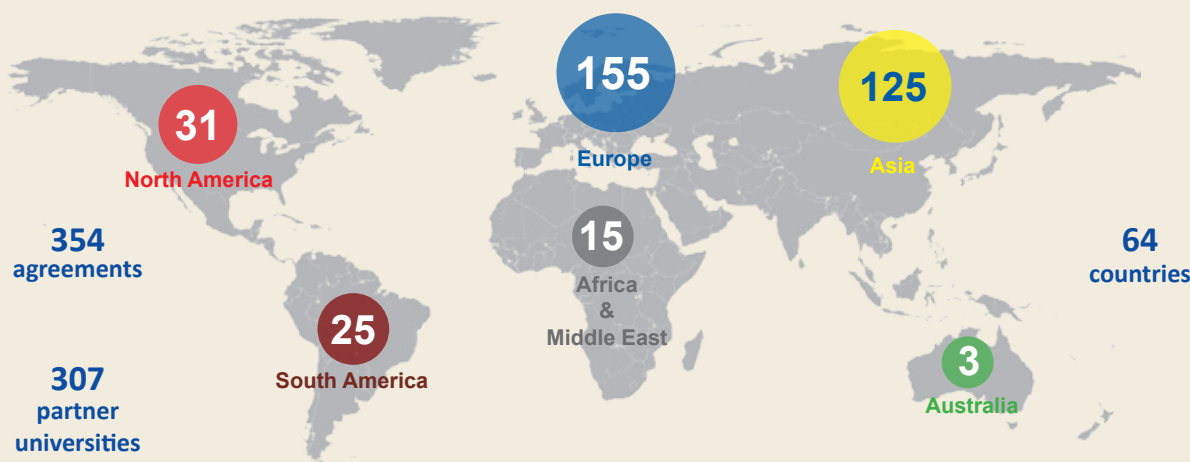 155
Europe
125
Asia
31
North America
354
agreements
15
Africa
&
Middle East
64
countries
25
South America
3
Australia
307
partner
universities